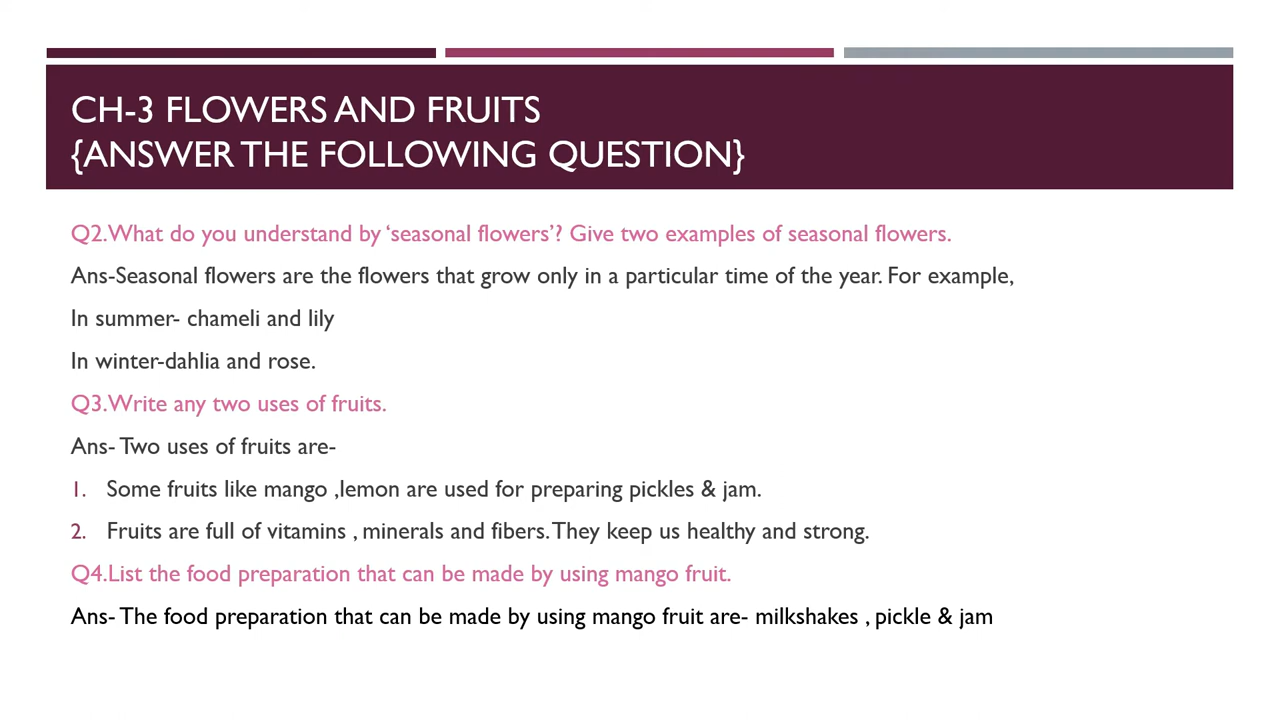 CH-3 FLOWERS AND FRUITS
{ANSWER THE FOLLOWING QUESTION}
Q2.What do you understand by ‘seasonal flowers’? Give two examples of seasonal flowers.
Ans-Seasonal flowers are the flowers that grow only in a particular time of the year. For example,
In summer- chameli and lily
In winter-dahlia and rose.
Q3.Write any two uses of fruits.
Ans- Two uses of fruits are-
1. Some fruits like mango ,lemon are used for preparing pickles & jam.
2. Fruits are full of vitamins , minerals and fibers. They keep us healthy and strong.
Q4.List the food preparation that can be made by using mango fruit.
Ans- The food preparation that can be made by using mango fruit are- milkshakes , pickle & jam